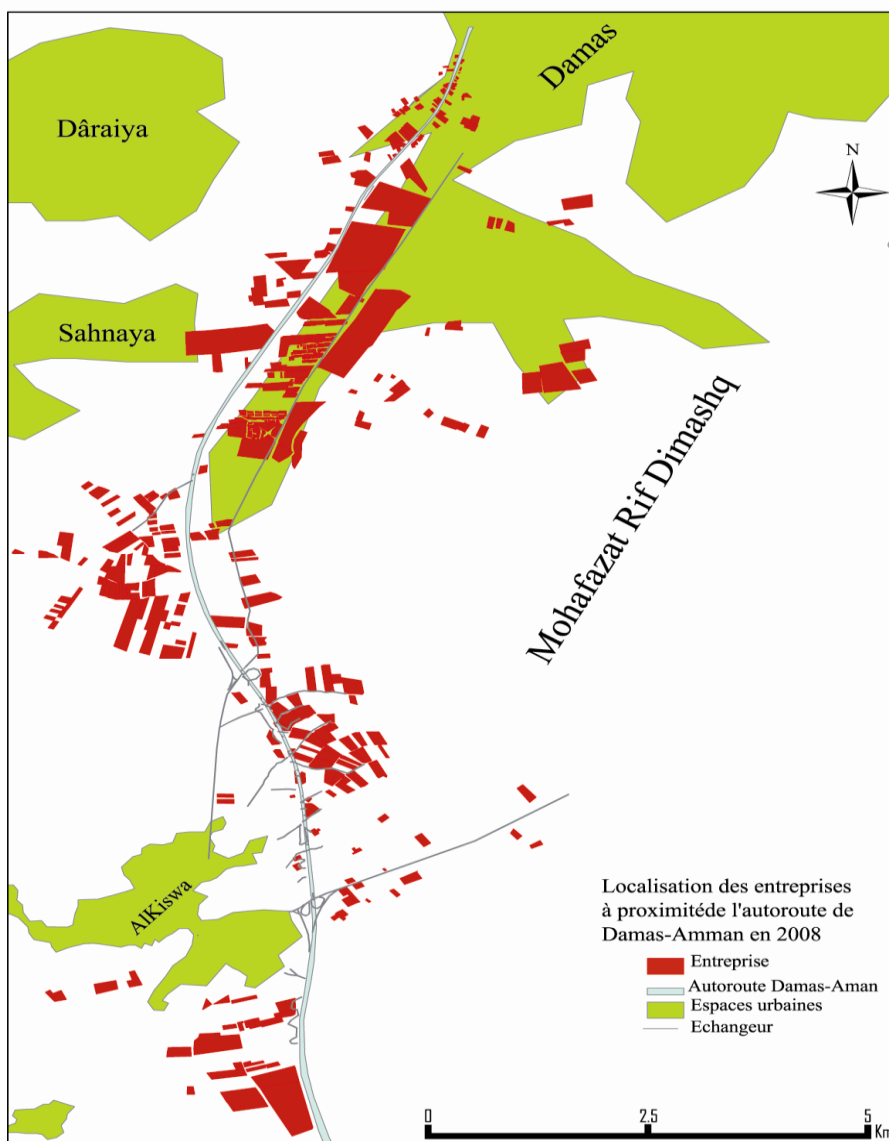 Damas
Dâraiya
N
Sahnaya
Mohafazat Rif Dimashq
AlKiswa
Localisation des entreprises
à proximitéde l'autoroute de
Damas-Amman en 2008
Entreprise
Autoroute Damas-Aman
Espaces urbaines
Echangeur
0 2.5 5
Km